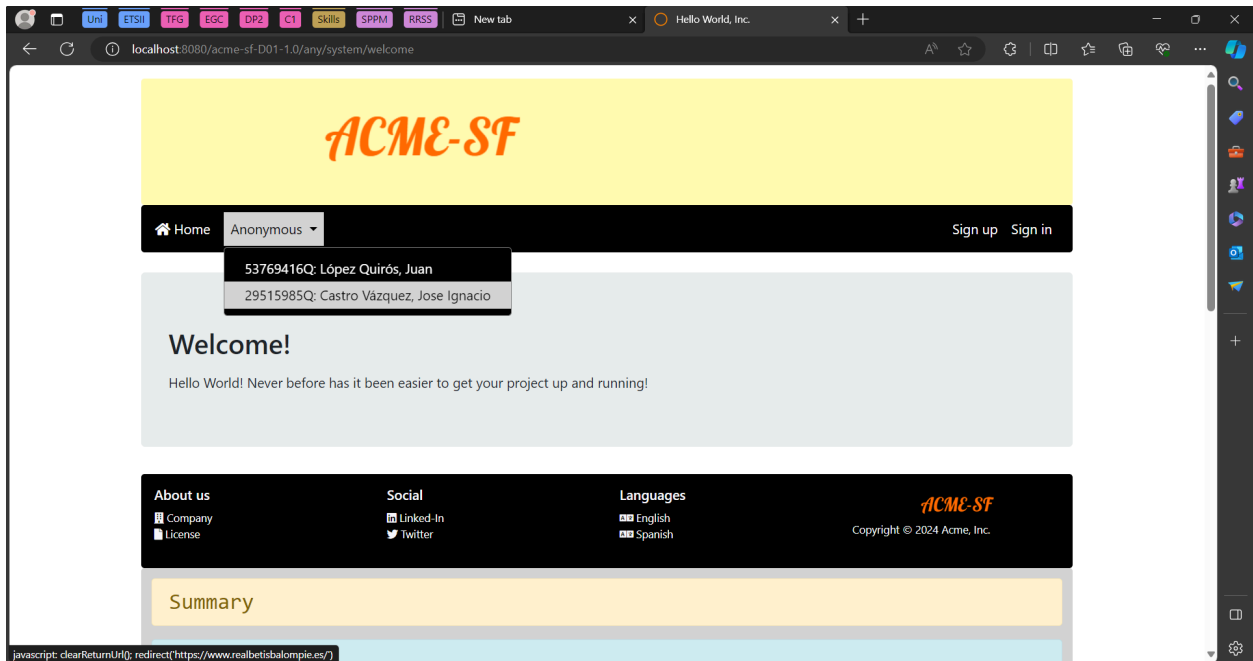 Uni ETSII TFG EGC DP2 C1 Skills SPPM RRSS New tab Hello World, Inc.
localhost:8080/acme-sf-D01-1.0/any/system/welcome
ACME-SF
Home Anonymous Sign up Sign in
53769416Q: López Quirós, Juan
29515985Q: Castro Vázquez, Jose Ignacio
Welcome!
Hello World! Never before has it been easier to get your project up and running!
About us Social Languages ACME-SF
Company Linked-In English Copyright © 2024 Acme, Inc.
License Twitter Spanish
Summary
javascript: clearReturnUrl(); redirect('https://www.realbetisbalompie.es/')